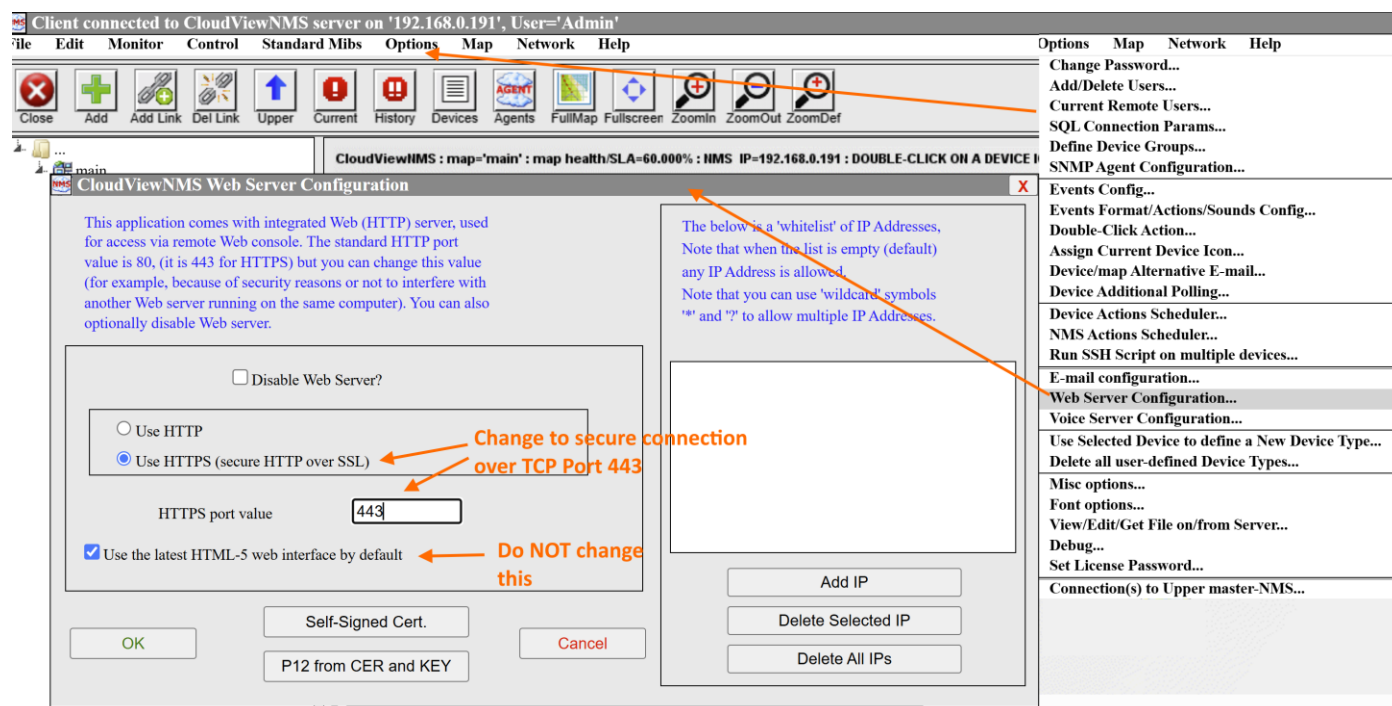 Client connected to CloudViewNMS server on '192.168.0.191', User='Admin'
File Edit Monitor Control Standard Mibs Options Map Network Help
Close Add Add Link Del Link Upper Current History Devices Agents FullMap Fullscreen ZoomIn ZoomOut ZoomDef
AGENT
...
main
CloudViewNMS : map='main' : map health/SLA=60.000% : NMS IP=192.168.0.191 : DOUBLE-CLICK ON A DEVICE
NMS CloudViewNMS Web Server Configuration X
This application comes with integrated Web (HTTP) server, used
for access via remote Web console. The standard HTTP port
value is 80, (it is 443 for HTTPS) but you can change this value
(for example, because of security reasons or not to interfere with
another Web server running on the same computer). You can also
optionally disable Web server.
Disable Web Server?
Use HTTP
Use HTTPS (secure HTTP over SSL)
Change to secure connection
over TCP Port 443
HTTPS port value 443
Use the latest HTML-5 web interface by default
Do NOT change
this
OK
Self-Signed Cert.
P12 from CER and KEY
Cancel
The below is a 'whitelist' of IP Addresses,
Note that when the list is empty (default)
any IP Address is allowed.
Note that you can use 'wildcard' symbols
'*' and '?' to allow multiple IP Addresses.
Add IP
Delete Selected IP
Delete All IPs
Options Map Network Help
Change Password...
Add/Delete Users...
Current Remote Users...
SQL Connection Params...
Define Device Groups...
SNMP Agent Configuration...
Events Config...
Events Format/Actions/Sounds Config...
Double-Click Action...
Assign Current Device Icon...
Device/map Alternative E-mail...
Device Additional Polling...
Device Actions Scheduler...
NMS Actions Scheduler...
Run SSH Script on multiple devices...
E-mail configuration...
Web Server Configuration...
Voice Server Configuration...
Use Selected Device to define a New Device Type...
Delete all user-defined Device Types...
Misc options...
Font options...
View/Edit/Get File on/from Server...
Debug...
Set License Password...
Connection(s) to Upper master-NMS...